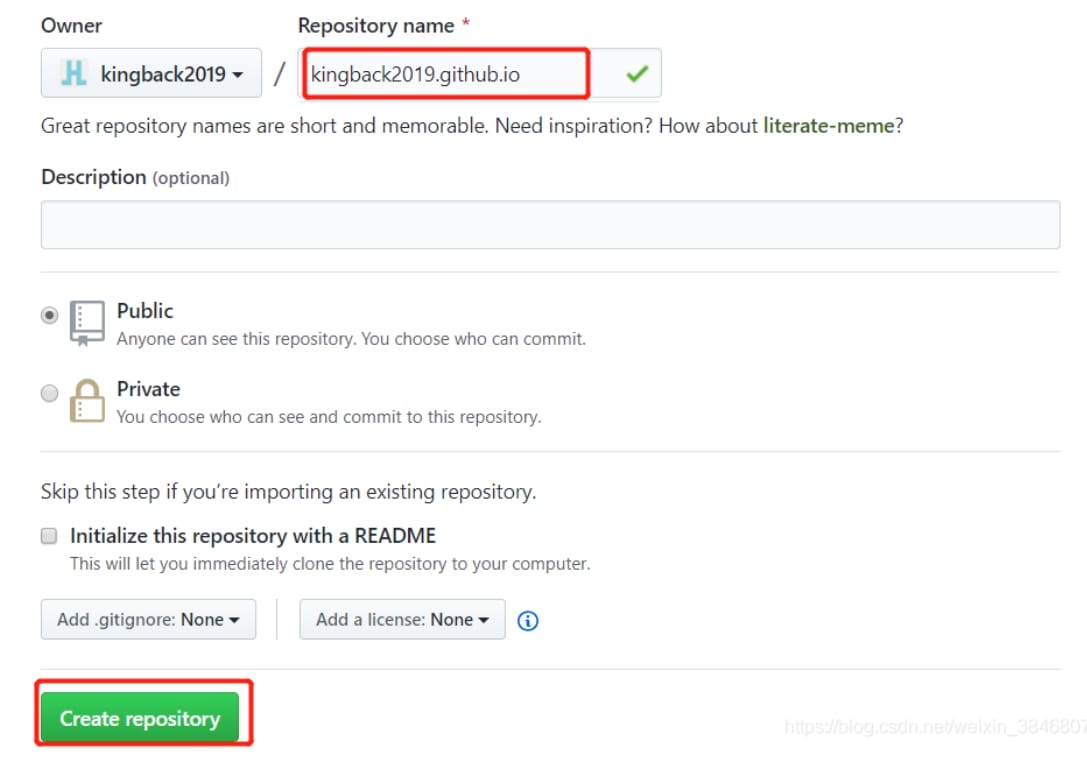 Owner
Repository name *
kingback2019 / kingback2019.github.io
Great repository names are short and memorable. Need inspiration? How about literate-meme?
Description (optional)
Public
Anyone can see this repository. You choose who can commit.
Private
You choose who can see and commit to this repository.
Skip this step if you’re importing an existing repository.
Initialize this repository with a README
This will let you immediately clone the repository to your computer.
Add .gitignore: None
Add a license: None
Create repository
https://blog.csdn.net/weixin_3846807